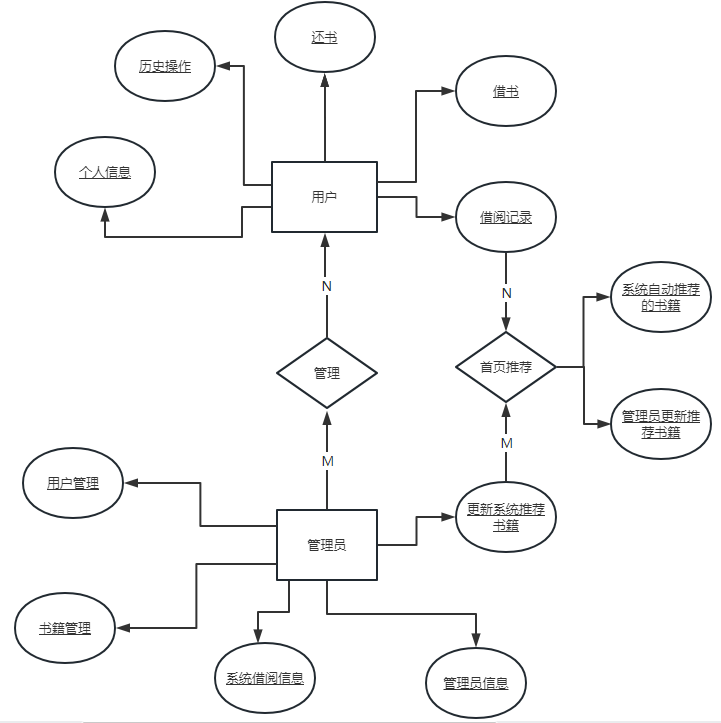 还书
历史操作
借书
个人信息
用户
借阅记录
系统自动推荐
的书籍
N
N
管理
首页推荐
管理员更新推
荐书籍
M
M
用户管理
更新系统推荐
书籍
管理员
书籍管理
系统借阅信息
管理员信息